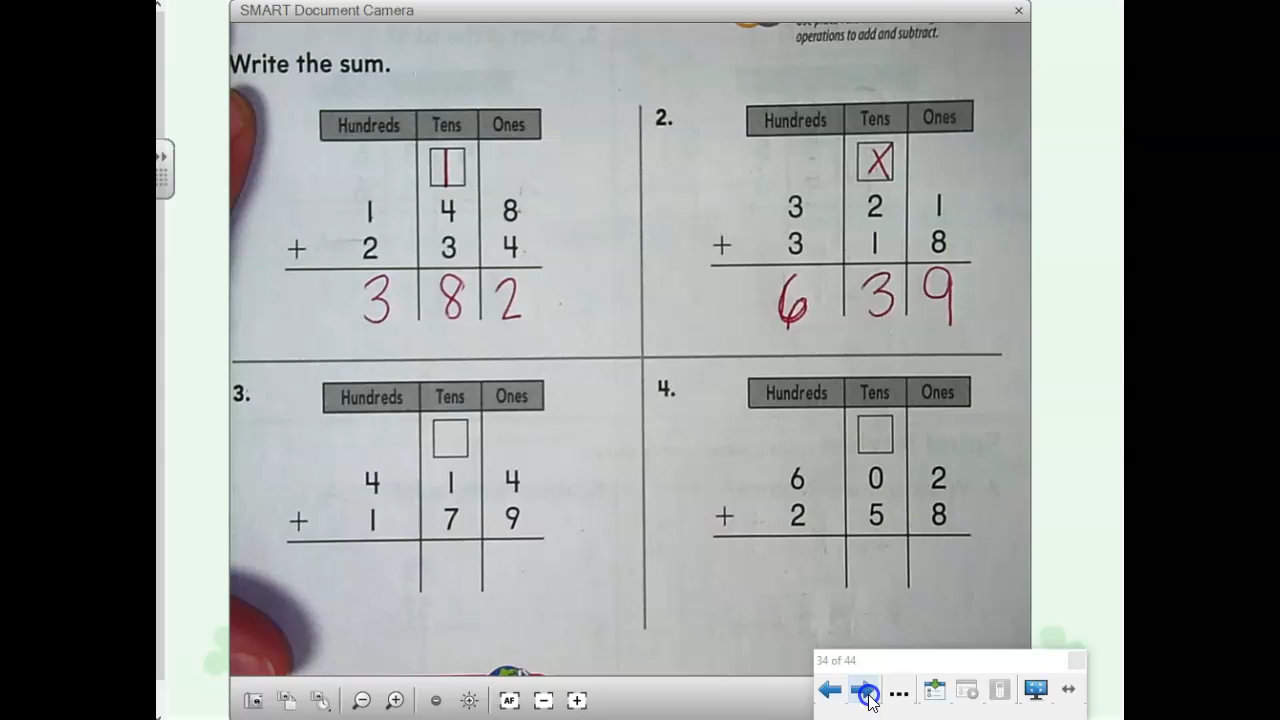 SMART Document Camera
operations to add and subtract.
Write the sum.
Hundreds Tens Ones
1
1 4 8
+ 2 3 4
3 8 2
2.
Hundreds Tens Ones
X
3 2 1
+ 3 1 8
6 3 9
3.
Hundreds Tens Ones
4 1 4
+ 1 7 9
4.
Hundreds Tens Ones
6 0 2
+ 2 5 8
34 of 44
AF